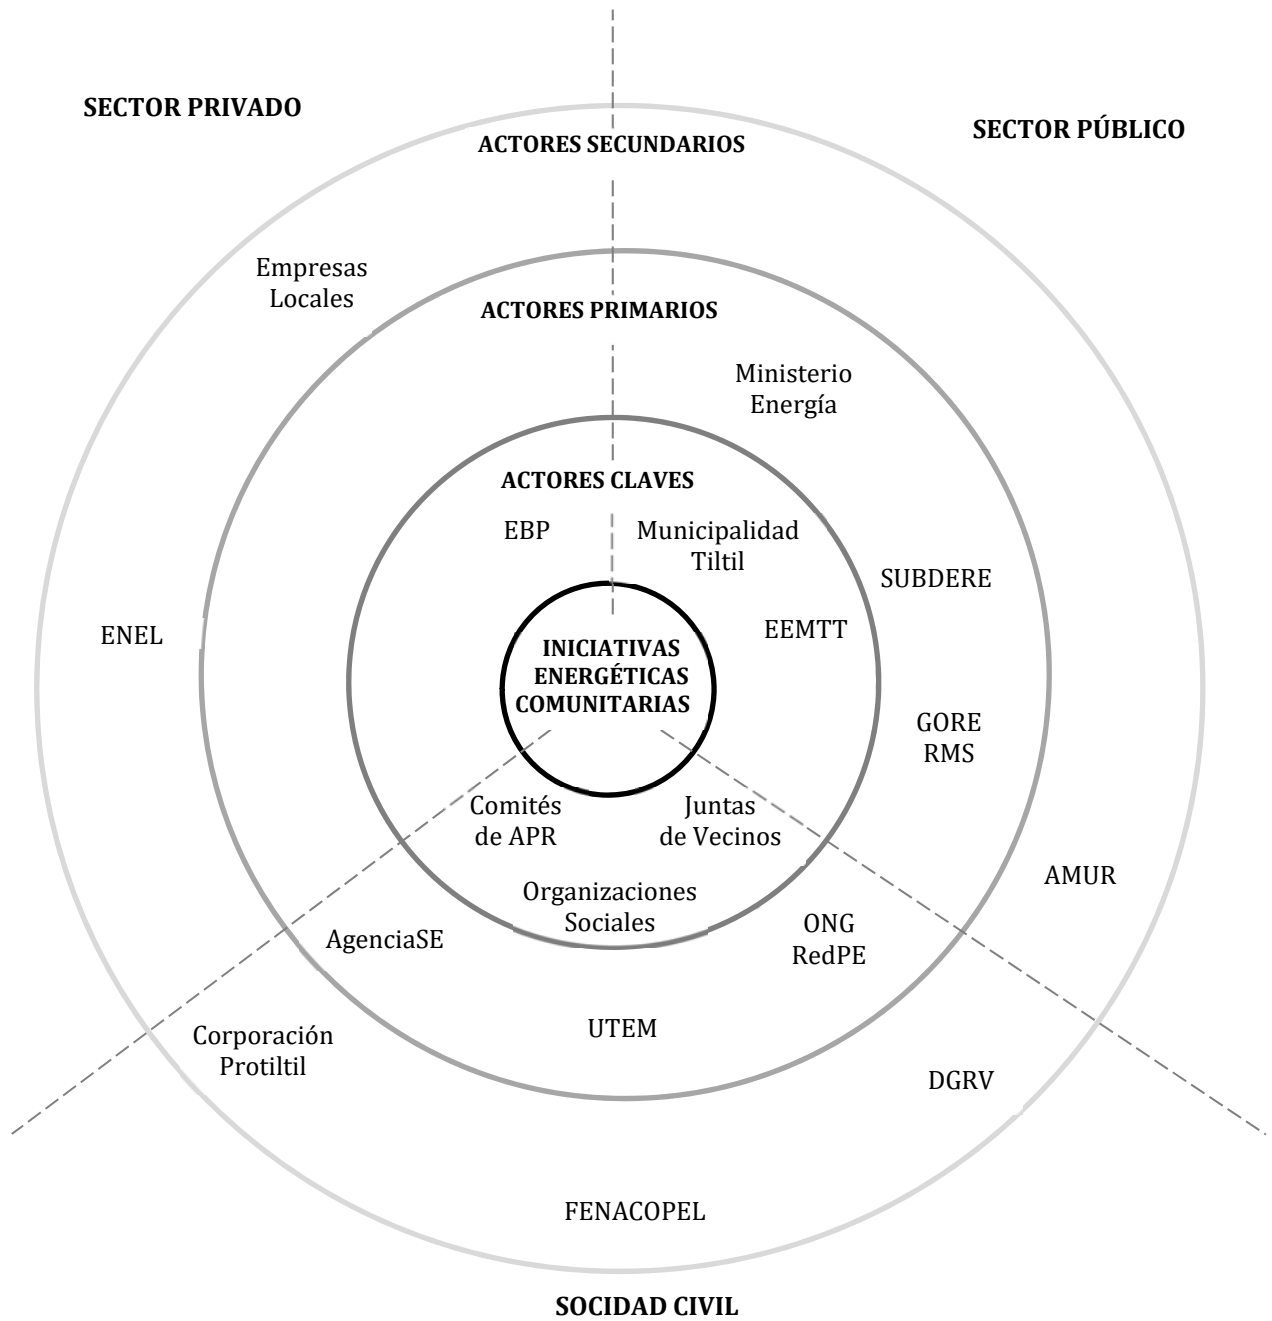 SECTOR PRIVADO
SECTOR PÚBLICO
ACTORES SECUNDARIOS
Empresas
Locales
ACTORES PRIMARIOS
Ministerio
Energía
ACTORES CLAVES
EBP
Municipalidad
Tiltil
SUBDERE
ENEL
EEMTT
INICIATIVAS
ENERGÉTICAS
COMUNITARIAS
GORE
RMS
Comités
de APR
Juntas
de Vecinos
AMUR
Organizaciones
Sociales
AgenciaSE
ONG
RedPE
Corporación
Protiltil
UTEM
DGRV
FENACOPEL
SOCIDAD CIVIL